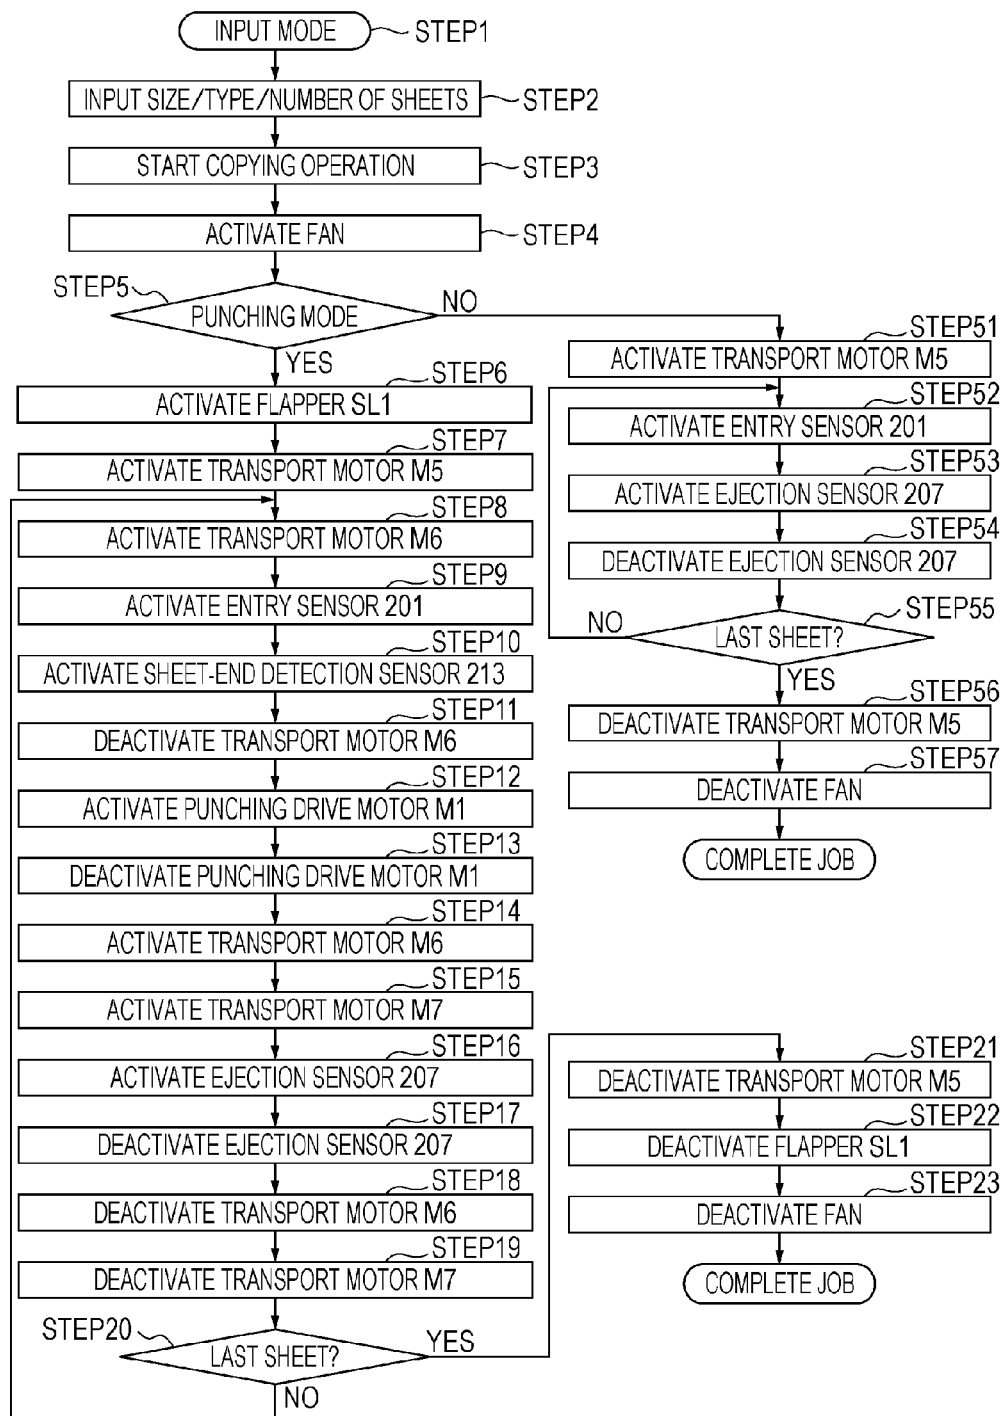 INPUT MODE STEP1
INPUT SIZE/TYPE/NUMBER OF SHEETS STEP2
START COPYING OPERATION STEP3
ACTIVATE FAN STEP4
STEP5
PUNCHING MODE NO
YES
STEP6
ACTIVATE FLAPPER SL1
STEP7
ACTIVATE TRANSPORT MOTOR M5
STEP8
ACTIVATE TRANSPORT MOTOR M6
STEP9
ACTIVATE ENTRY SENSOR 201
STEP10
ACTIVATE SHEET-END DETECTION SENSOR 213
STEP11
DEACTIVATE TRANSPORT MOTOR M6
STEP12
ACTIVATE PUNCHING DRIVE MOTOR M1
STEP13
DEACTIVATE PUNCHING DRIVE MOTOR M1
STEP14
ACTIVATE TRANSPORT MOTOR M6
STEP15
ACTIVATE TRANSPORT MOTOR M7
STEP16
ACTIVATE EJECTION SENSOR 207
STEP17
DEACTIVATE EJECTION SENSOR 207
STEP18
DEACTIVATE TRANSPORT MOTOR M6
STEP19
DEACTIVATE TRANSPORT MOTOR M7
STEP20
LAST SHEET? YES
NO
STEP51
ACTIVATE TRANSPORT MOTOR M5
STEP52
ACTIVATE ENTRY SENSOR 201
STEP53
ACTIVATE EJECTION SENSOR 207
STEP54
DEACTIVATE EJECTION SENSOR 207
STEP55
NO LAST SHEET?
YES
STEP56
DEACTIVATE TRANSPORT MOTOR M5
STEP57
DEACTIVATE FAN
COMPLETE JOB
STEP21
DEACTIVATE TRANSPORT MOTOR M5
STEP22
DEACTIVATE FLAPPER SL1
STEP23
DEACTIVATE FAN
COMPLETE JOB